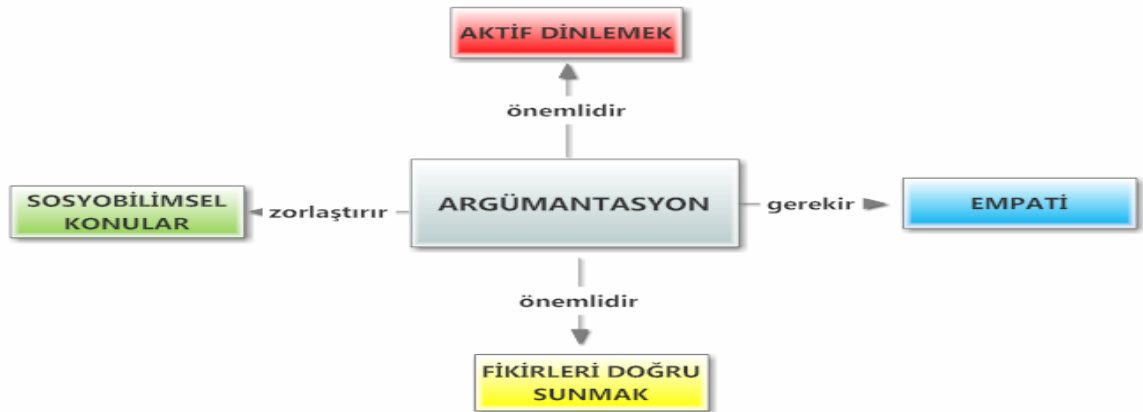 AKTİF DİNLEMEK
önemlidir
SOSYOBİLİMSEL
KONULAR
zorlaştırır
ARGÜMANTASYON
gerekir
EMPATİ
önemlidir
FİKİRLERİ DOĞRU
SUNMAK